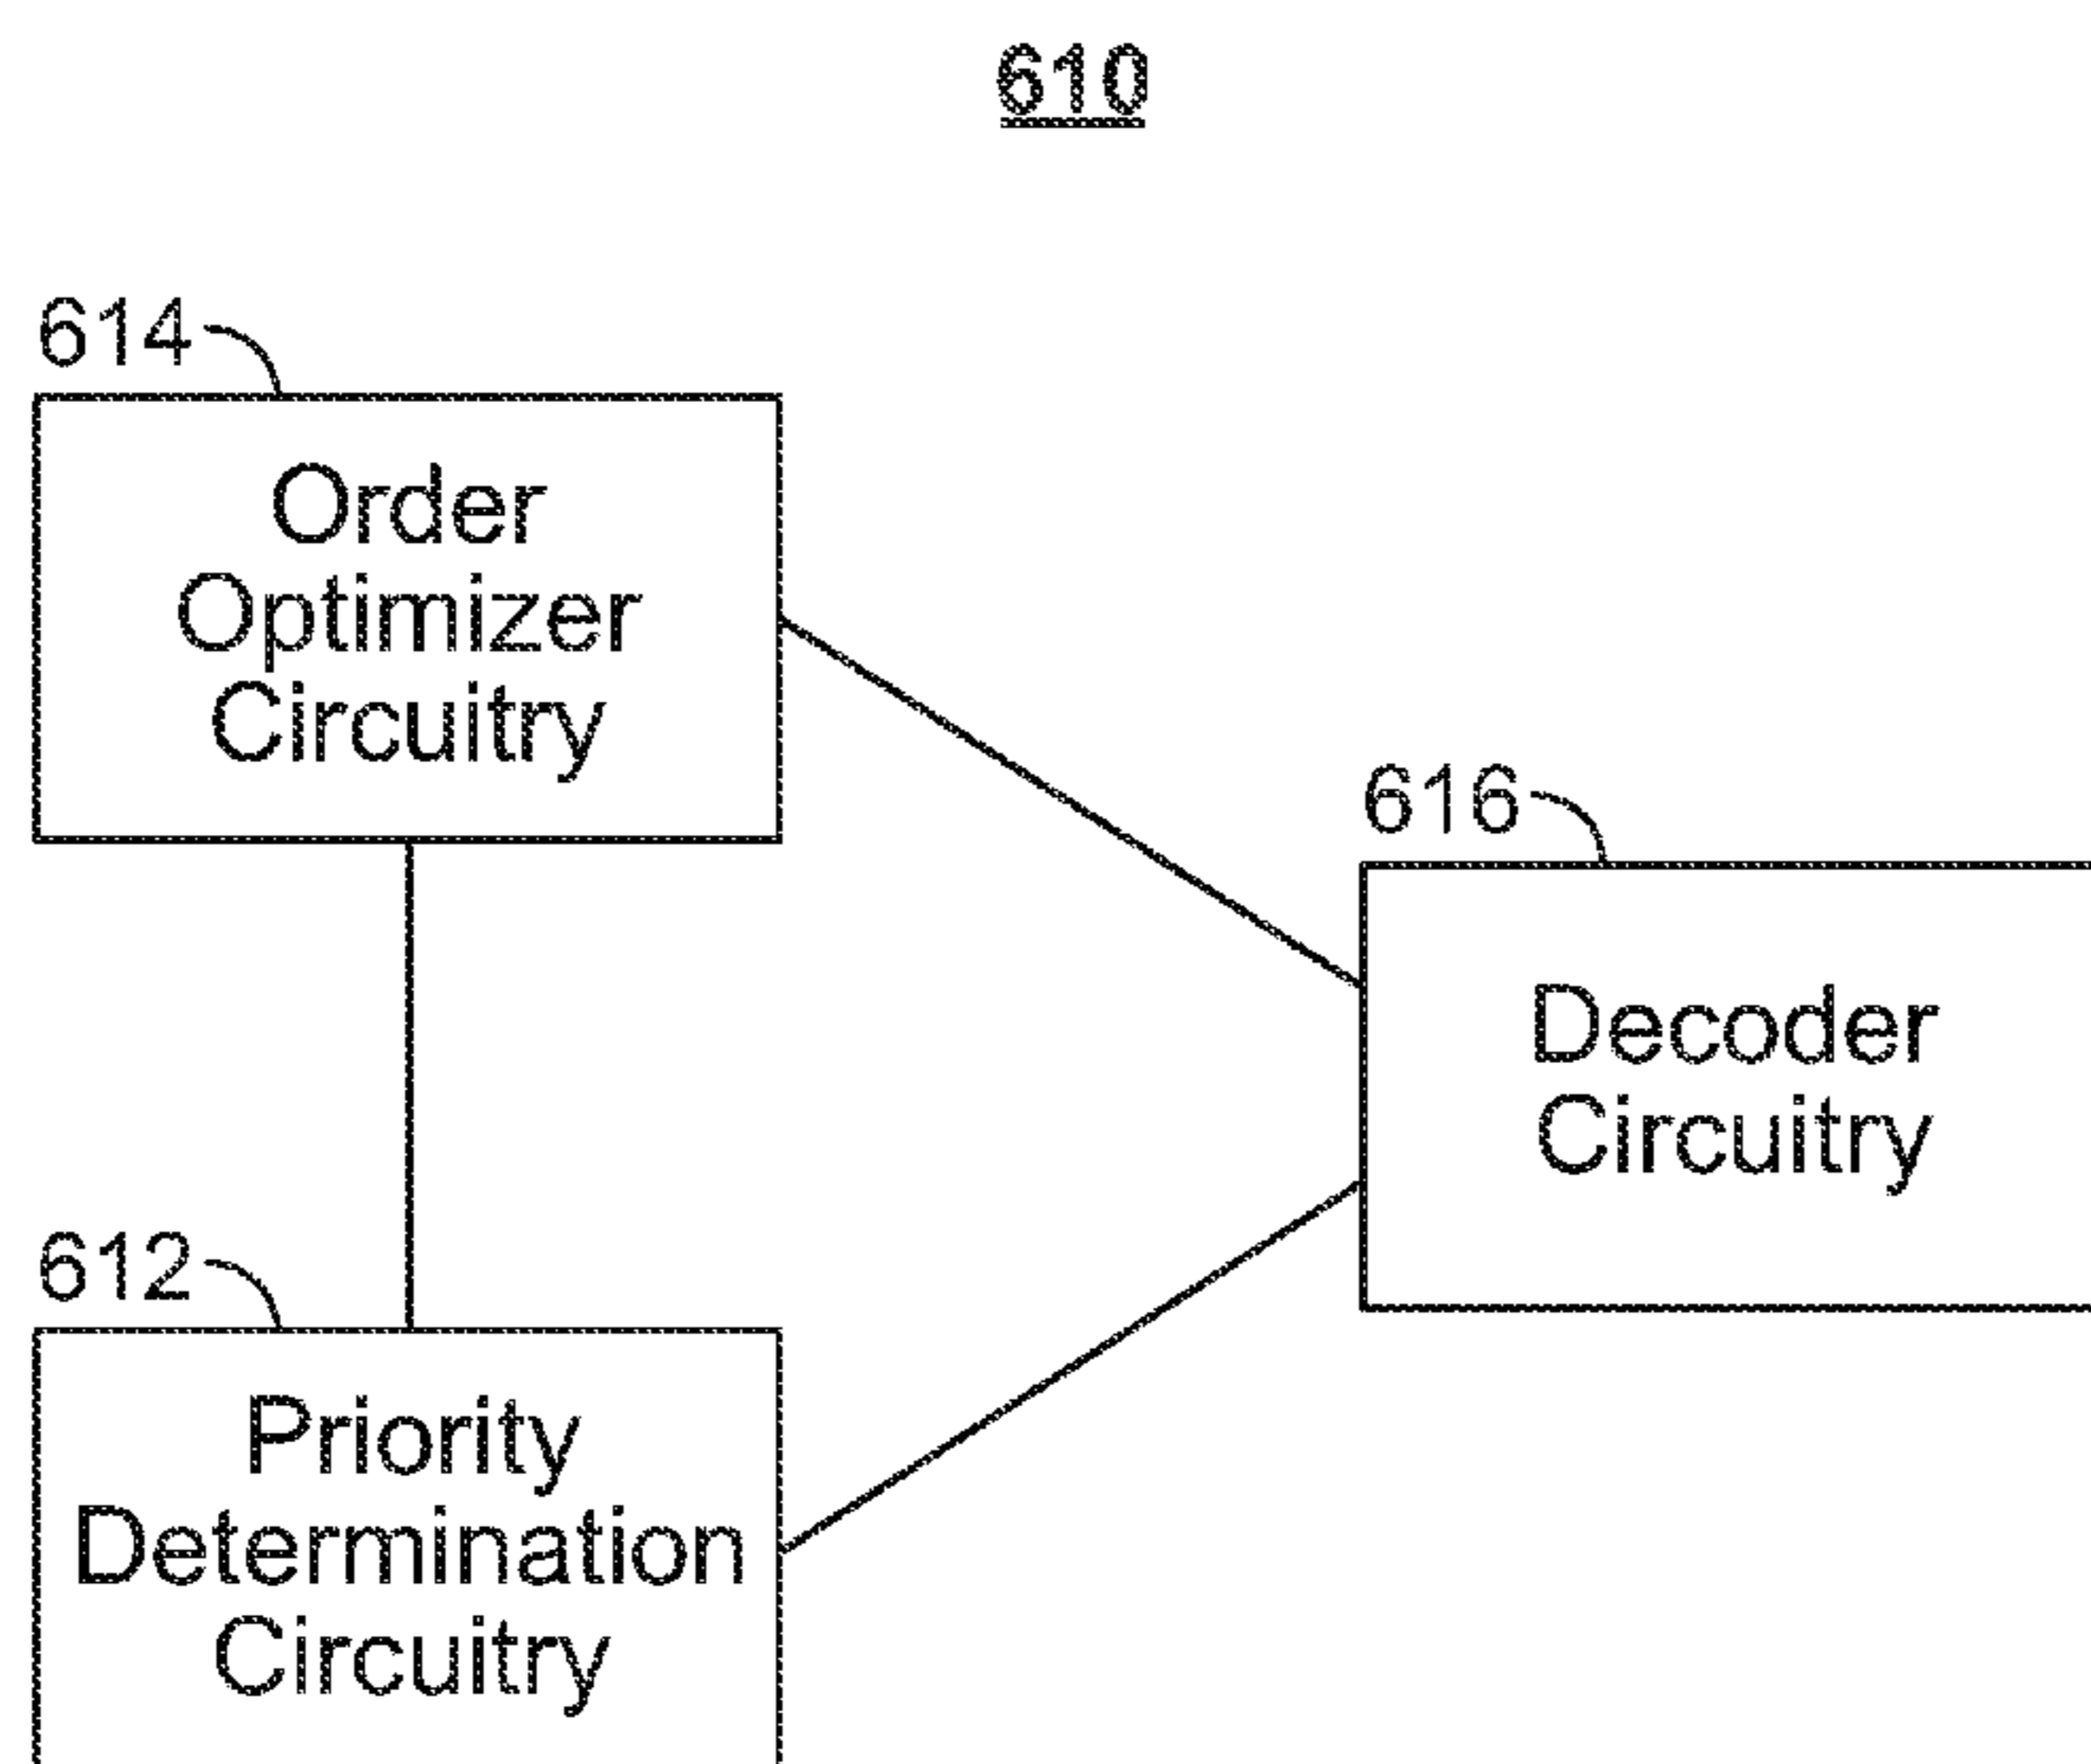 610
614
Order
Optimizer
Circuitry
616
Decoder
Circuitry
612
Priority
Determination
Circuitry